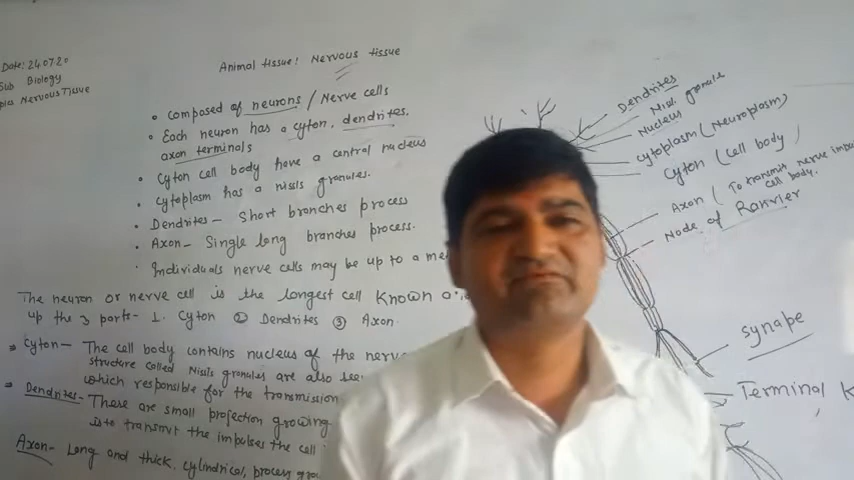 Date: 24.07.20
Sub Biology
Nervous Tissue
Animal tissue: Nervous tissue
• composed of neurons / Nerve cells
• Each neuron has a cyton, dendrites,
axon terminals
• Cyton cell body have a central nucleus
• Cytoplasm has a nissls granules.
• Dendrites - Short branches process
• Axon - Single long branches process.
• Individuals nerve cells may be up to a
The neuron or nerve cell is the longest cell known
up the 3 parts- 1. Cyton ② Dendrites ③ Axon
Cyton- The cell body contains nucleus of the
structure called Nissls granules are also
which responsible for the transmission
Dendrites- These are small projection growing
is to transmit the impulses the cell
Axon- Long and thick, cylindrical, process
Dendrites
Nissl granule
Nucleus
cytoplasm (Neuroplasm)
Cyton (Cell body)
Axon (To transmit nerve
cell body.
Node of Ranvier
synape
Terminal